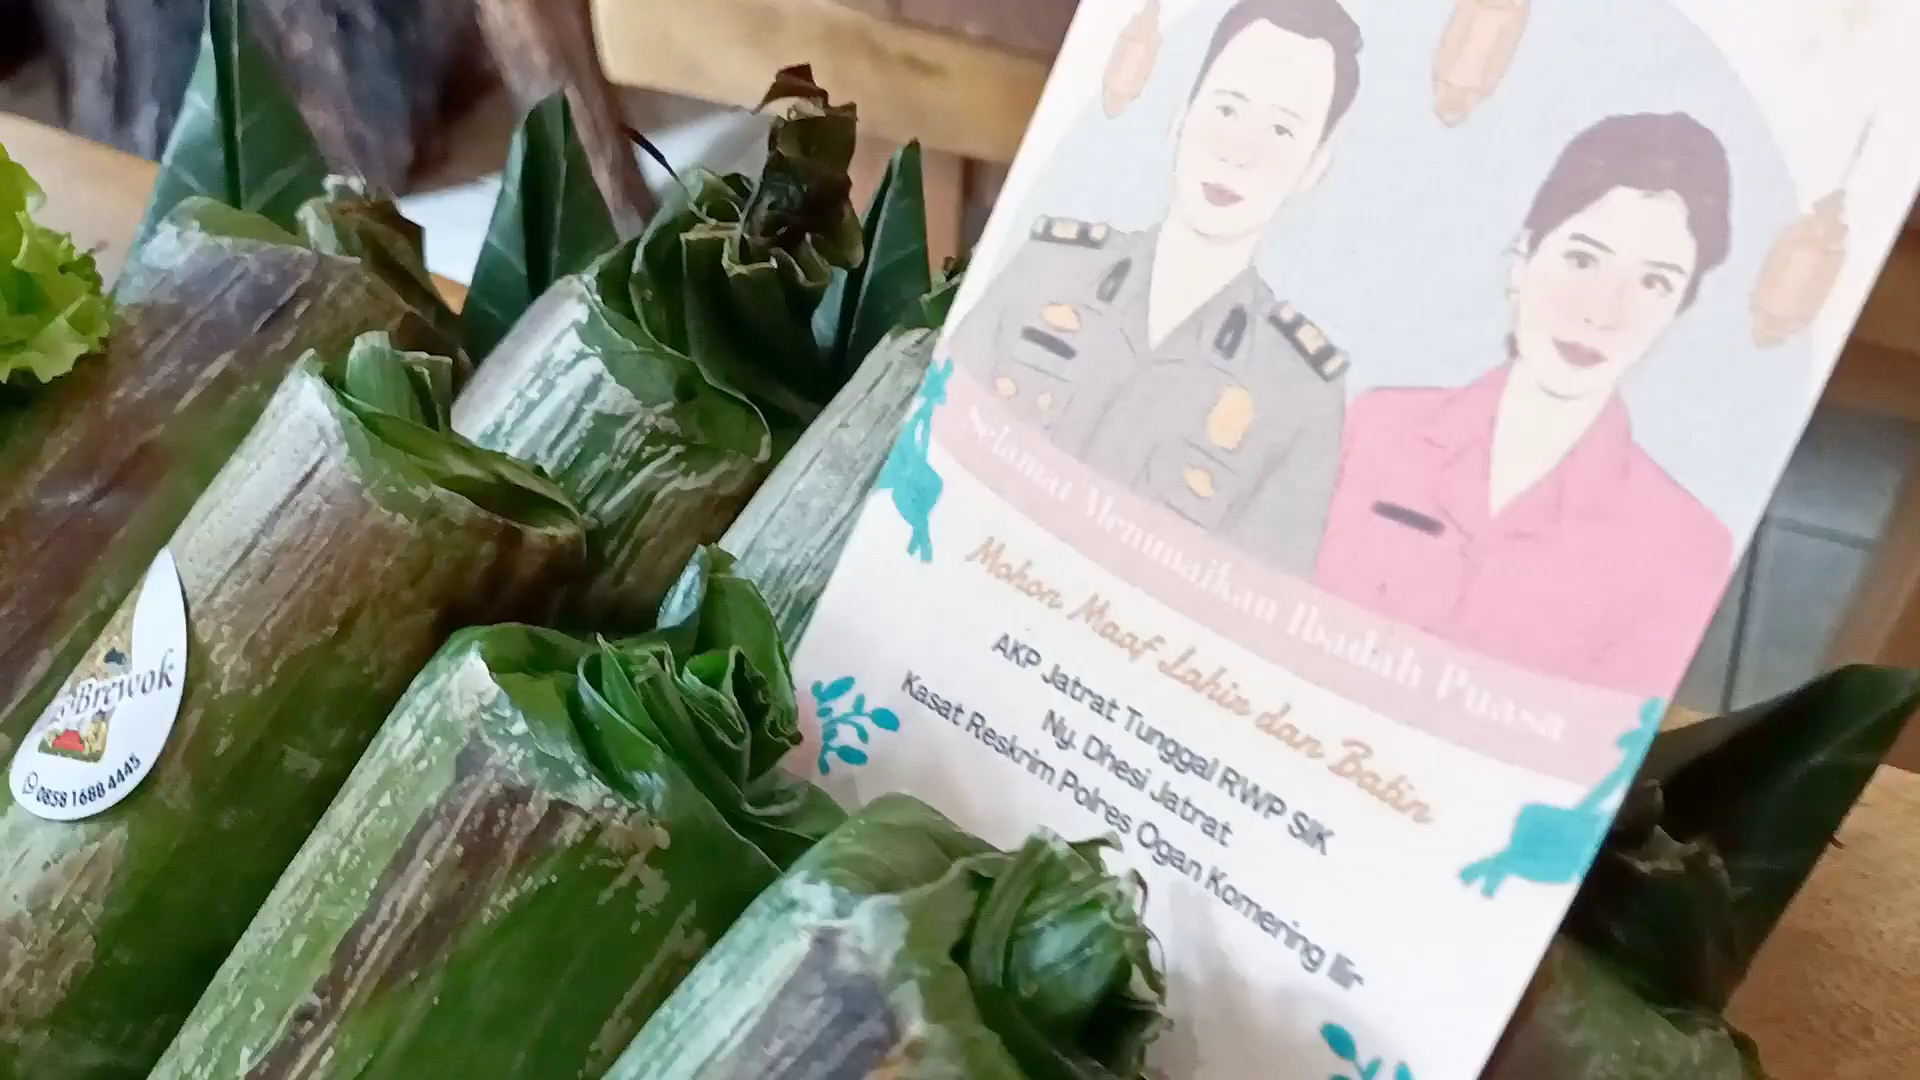 Brewok
0858 1688 4445
Selamat Menunaikan Ibadah Puasa
Mohon Maaf Lahir dan Batin
AKP Jatrat Tunggal RWP SIK
Ny. Dhesi Jatrat
Kasat Reskrim Polres Ogan Komering Ilir